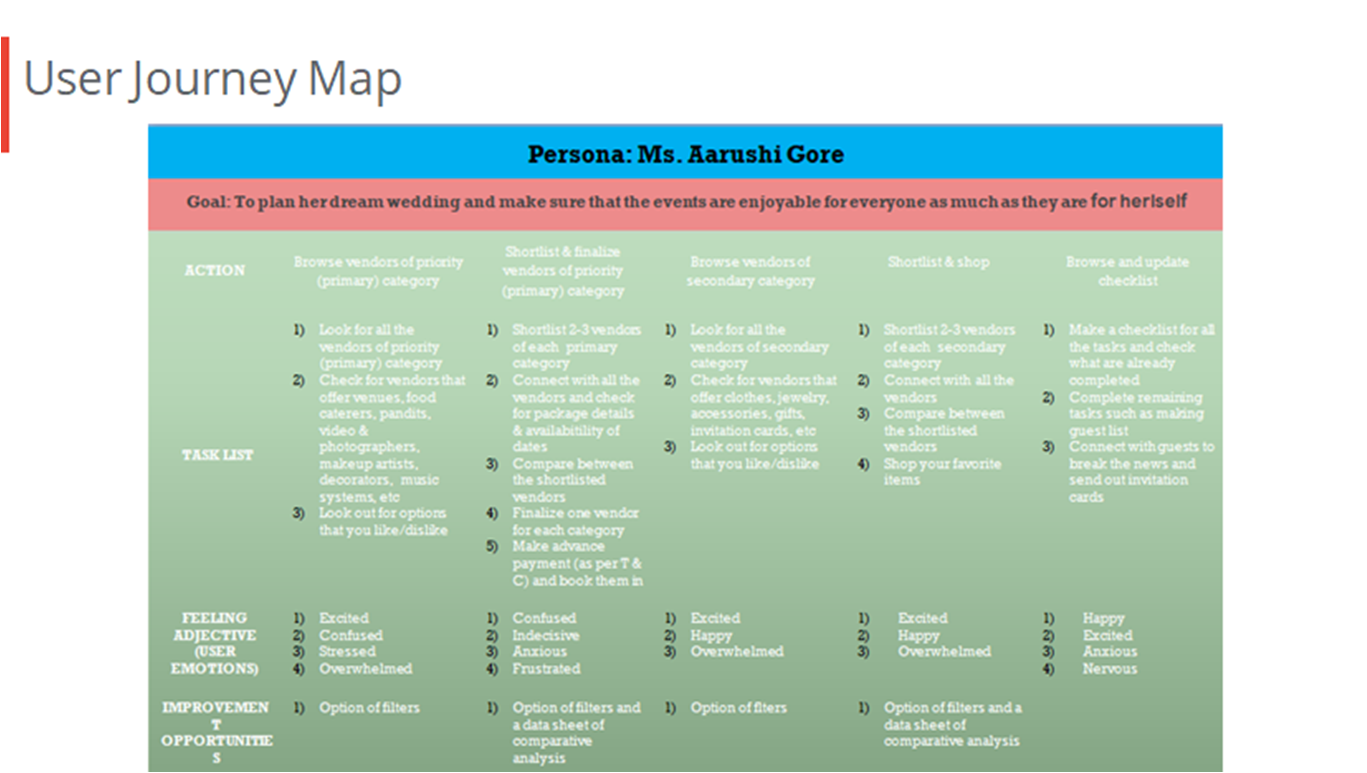 User Journey Map
Persona: Ms. Aarushi Gore
Goal: To plan her dream wedding and make sure that the events are enjoyable for everyone as much as they are for herlself
ACTION
Browse vendors of priority
(primary) category
Shortlist & finalize
vendors of priority
(primary) category
Browse vendors of
secondary category
Shortlist & shop
Browse and update
checklist
TASK LIST
1) Look for all the
vendors of priority
(primary) category
2) Check for vendors that
offer venues, food
caterers, pandits,
video &
photographers,
makeup artists,
decorators, music
systems, etc
3) Look out for options
that you like/dislike
1) Shortlist 2-3 vendors
of each primary
category
2) Connect with all the
vendors and check
for package details
& availabitility of
dates
3) Compare between
the shortlisted
vendors
4) Finalize one vendor
for each category
5) Make advance
payment (as per T &
C) and book them in
1) Look for all the
vendors of secondary
category
2) Check for vendors that
offer clothes, jewelry,
accessories, gifts,
invitation cards, etc
3) Look out for options
that you like/dislike
1) Shortlist 2-3 vendors
of each secondary
category
2) Connect with all the
vendors
3) Compare between
the shortlisted
vendors
4) Shop your favorite
items
1) Make a checklist for all
the tasks and check
what are already
completed
2) Complete remaining
tasks such as making
guest list
3) Connect with guests to
break the news and
send out invitation
cards
FEELING
ADJECTIVE
(USER
EMOTIONS)
1) Excited
2) Confused
3) Stressed
4) Overwhelmed
1) Confused
2) Indecisive
3) Anxious
4) Frustrated
1) Excited
2) Happy
3) Overwhelmed
1) Excited
2) Happy
3) Overwhelmed
1) Happy
2) Excited
3) Anxious
4) Nervous
IMPROVEMEN
T
OPPORTUNITIE
S
1) Option of filters
1) Option of filters and
a data sheet of
comparative
analysis
1) Option of flters
1) Option of filters and a
data sheet of
comparative analysis